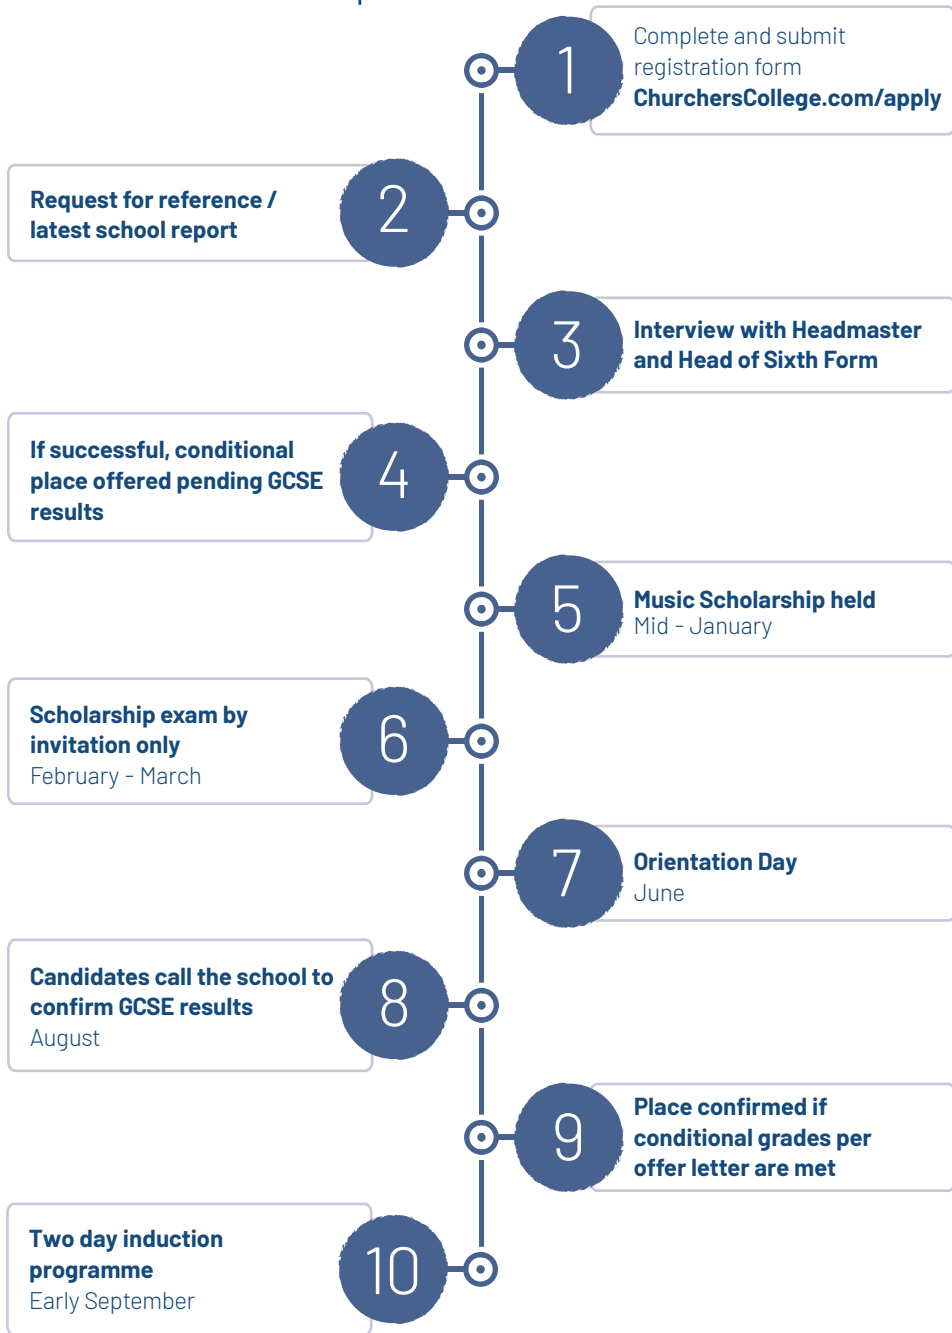 1
Complete and submit
registration form
ChurchersCollege.com/apply
2
Request for reference /
latest school report
3
Interview with Headmaster
and Head of Sixth Form
4
If successful, conditional
place offered pending GCSE
results
5
Music Scholarship held
Mid - January
6
Scholarship exam by
invitation only
February - March
7
Orientation Day
June
8
Candidates call the school to
confirm GCSE results
August
9
Place confirmed if
conditional grades per
offer letter are met
10
Two day induction
programme
Early September